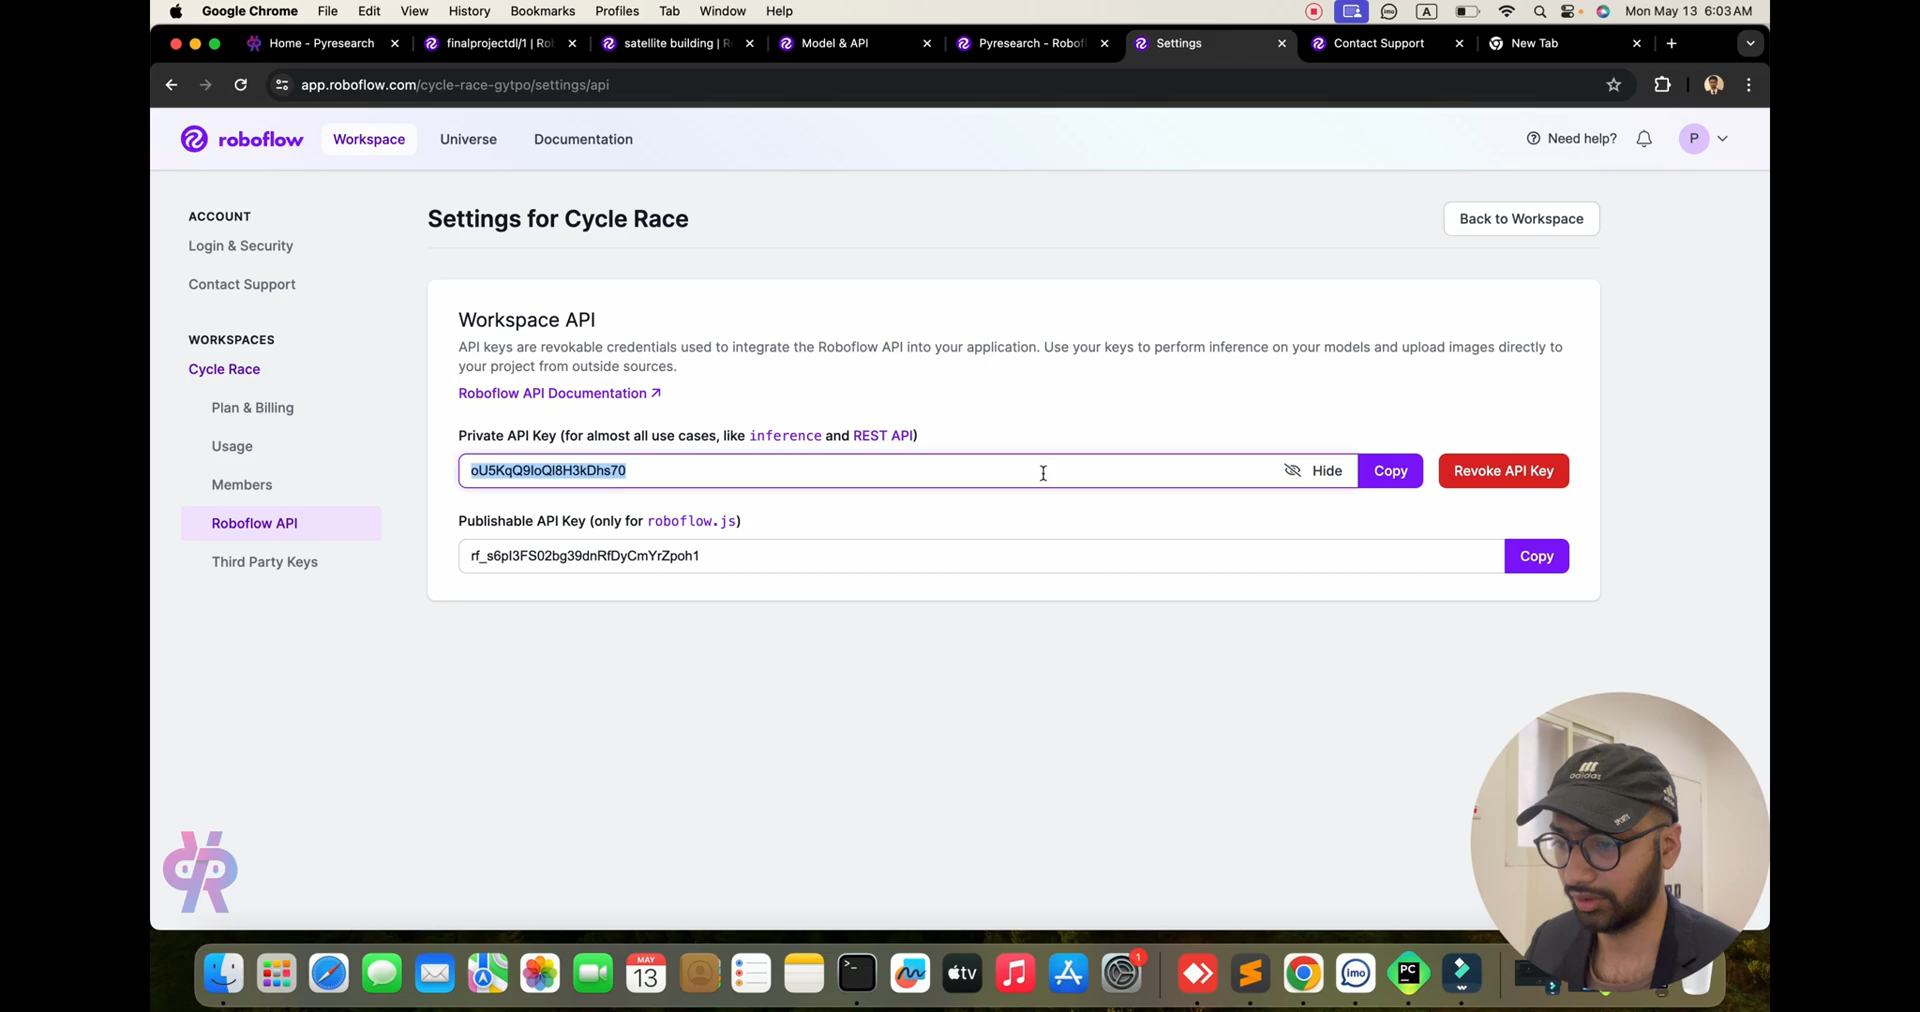 Google Chrome File Edit View History Bookmarks Profiles Tab Window Help A Mon May 13 6:03 AM
Home - Pyresearch finalprojectdl/1 | Rob satellite building | R Model & API Pyresearch - Robof Settings Contact Support New Tab
app.roboflow.com/cycle-race-gytpo/settings/api
roboflow Workspace Universe Documentation Need help? P
ACCOUNT
Login & Security
Contact Support
WORKSPACES
Cycle Race
Plan & Billing
Usage
Members
Roboflow API
Third Party Keys
Settings for Cycle Race Back to Workspace
Workspace API
API keys are revokable credentials used to integrate the Roboflow API into your application. Use your keys to perform inference on your models and upload images directly to
your project from outside sources.
Roboflow API Documentation
Private API Key (for almost all use cases, like inference and REST API)
Hide Copy Revoke API Key
Publishable API Key (only for roboflow.js)
Copy
adidas
MAY
13
tv
1
imo
PC